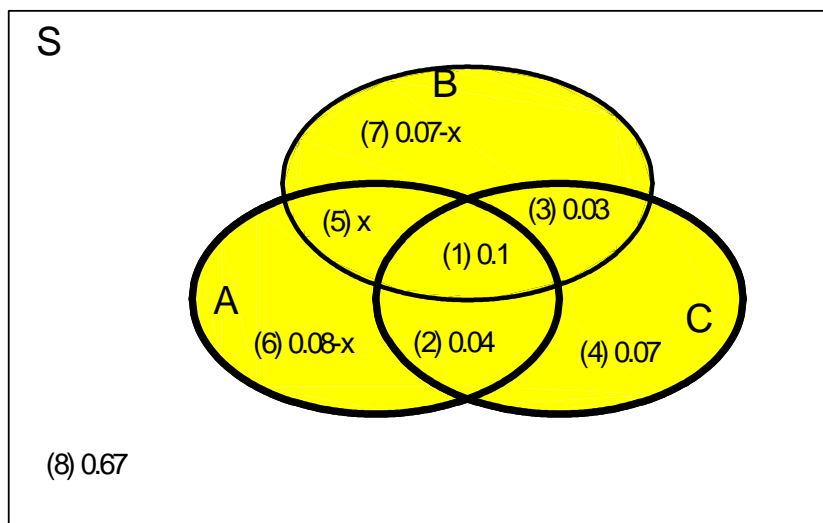 S
B
(7) 0.07-x
(5) x
(3) 0.03
(1) 0.1
A
C
(6) 0.08-x
(2) 0.04
(4) 0.07
(8) 0.67